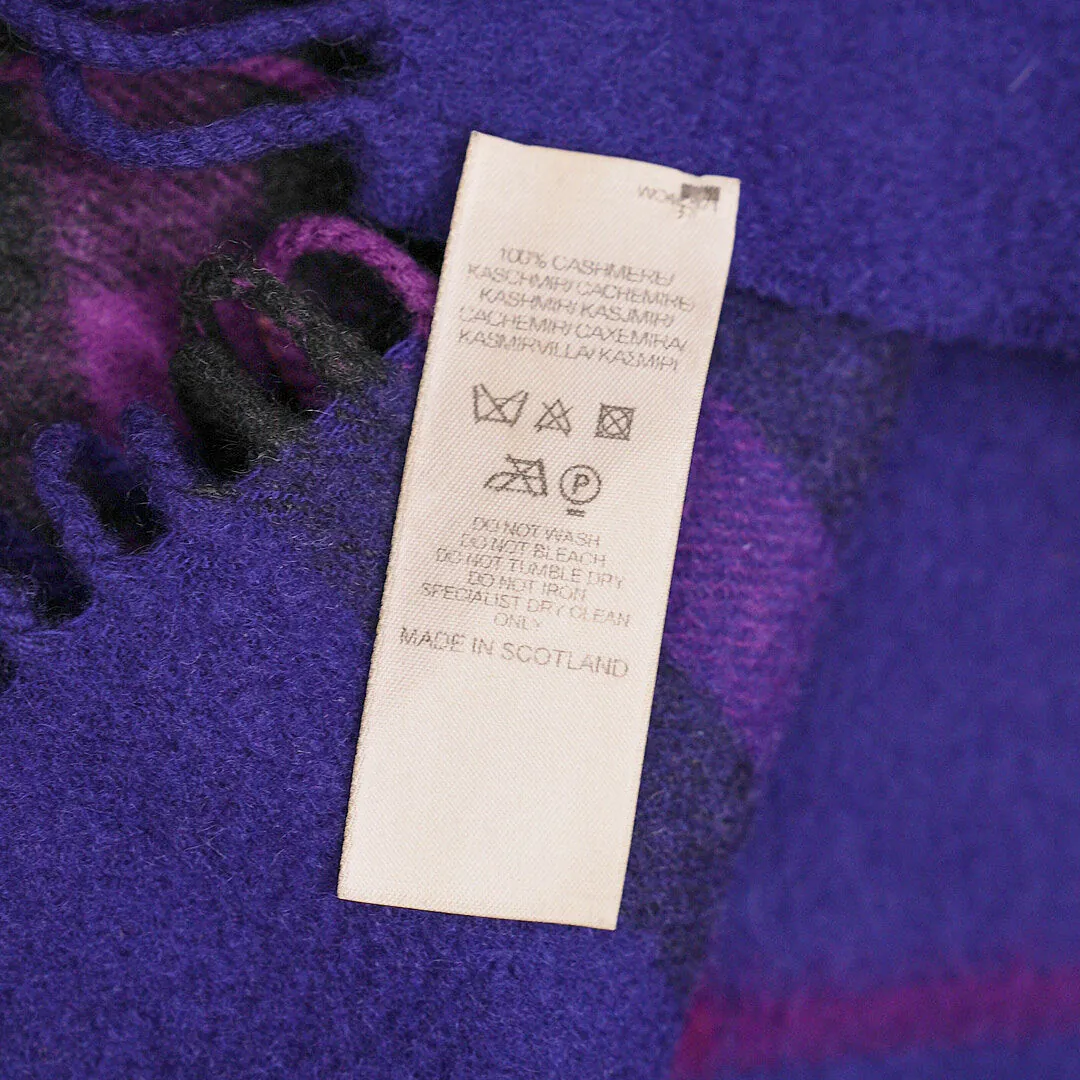 100% CASHMERE/
KASCHMIR/ CACHEMIRE/
KASHMIR/ KASJMIR/
CACHEMIR/ CAXEMIRA/
KASMIRVILLA/ ΚΑΣΜΙΡΙ
P
DO NOT WASH
DO NOT BLEACH
DO NOT TUMBLE DRY
DO NOT IRON
SPECIALIST DRY CLEAN
ONLY
MADE IN SCOTLAND